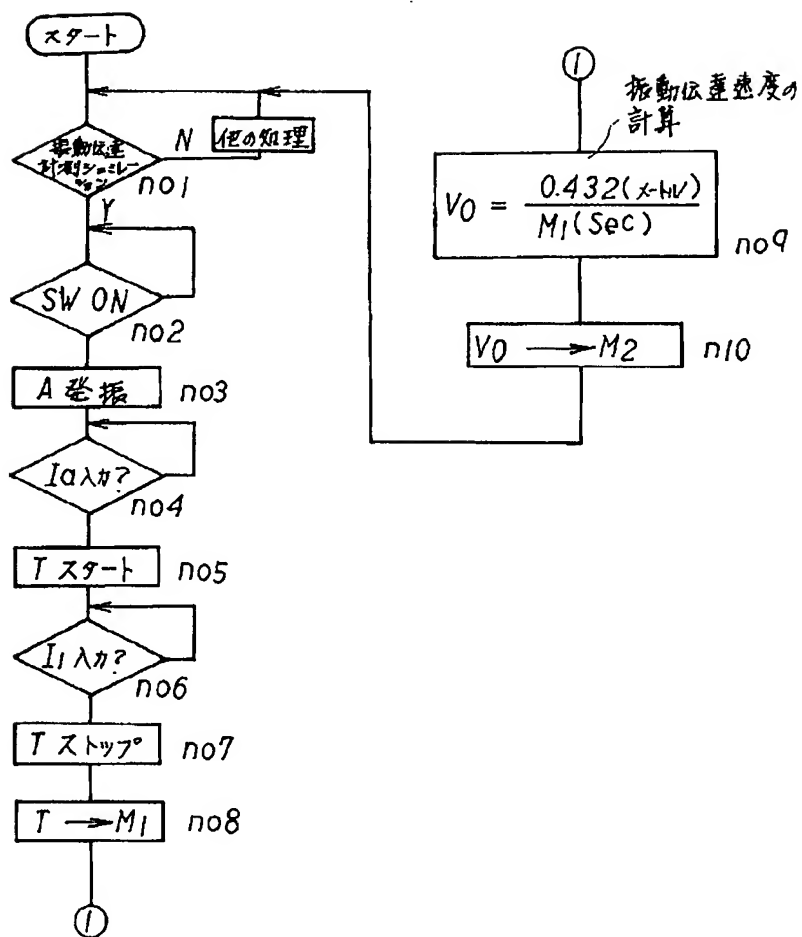 スタート
振動伝達
計測シュミレー
ション
N
他の処理
no1
Y
SW ON
no2
A 発振
no3
Ia入力?
no4
T スタート
no5
I1入力?
no6
T ストップ
no7
T → M1
no8
1
1
振動伝達速度の
計算
VO = 0.432(メートル) / M1(Sec)
no9
VO → M2
n10